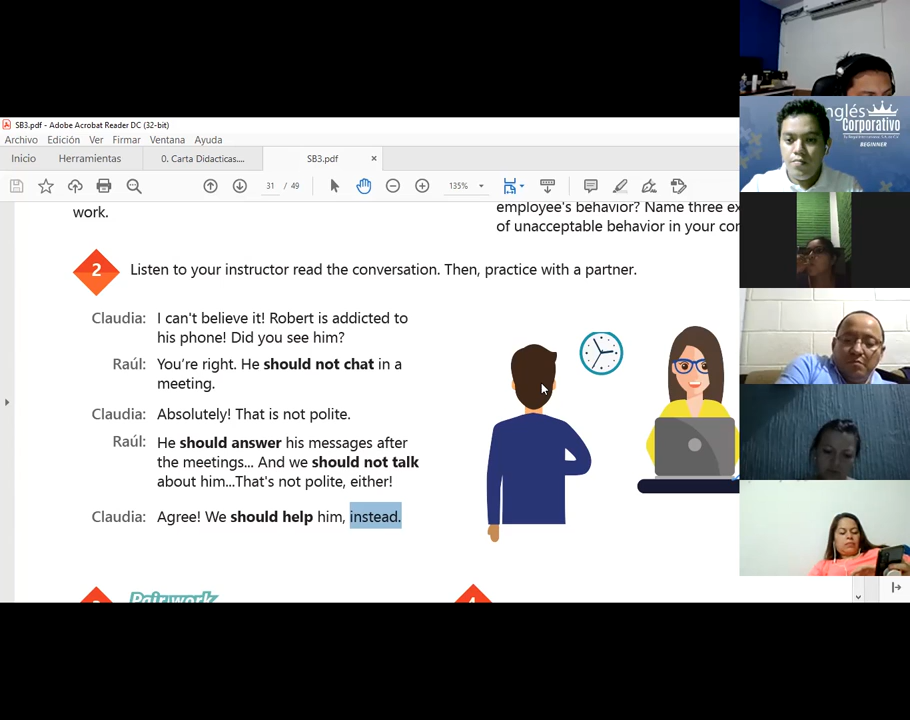 SB3.pdf - Adobe Acrobat Reader DC (32-bit)
Archivo Edición Ver Firmar Ventana Ayuda
Inicio Herramientas 0. Carta Didacticas.... SB3.pdf ×
31 / 49 135%
work.
employee's behavior? Name three
of unacceptable behavior in your
2 Listen to your instructor read the conversation. Then, practice with a partner.
Claudia: I can't believe it! Robert is addicted to
his phone! Did you see him?
Raúl: You're right. He should not chat in a
meeting.
Claudia: Absolutely! That is not polite.
Raúl: He should answer his messages after
the meetings... And we should not talk
about him...That's not polite, either!
Claudia: Agree! We should help him, instead.
Pair work
Corporativo
BEGINNER